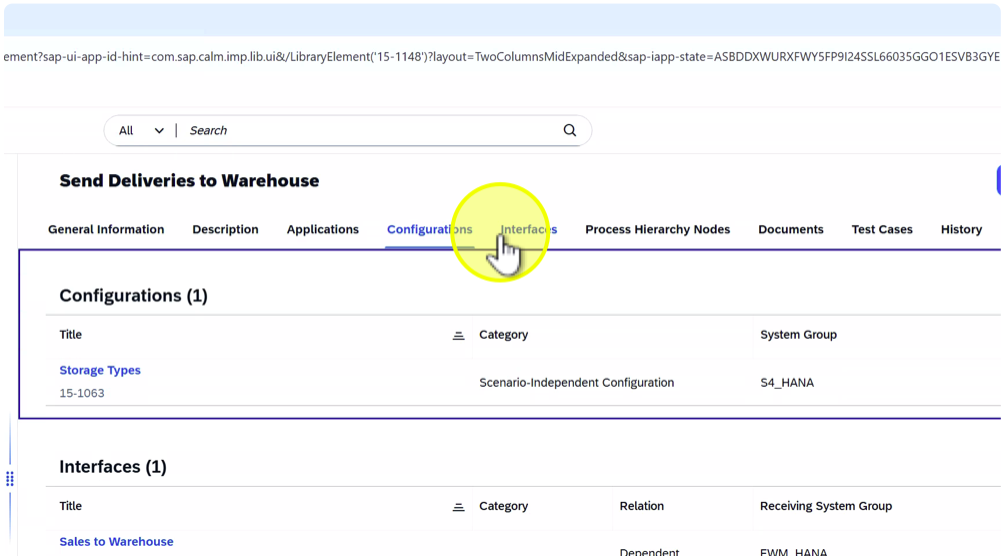 ement?sap-ui-app-id-hint=com.sap.calm.imp.lib.ui&/LibraryElement('15-1148')?layout=TwoColumnsMidExpanded&sap-iapp-state=ASBDDXWURXFWY5FP9I24SSL66035GGO1ESVB3GYE
All Search
Send Deliveries to Warehouse
General Information Description Applications Configurations Interfaces Process Hierarchy Nodes Documents Test Cases History
Configurations (1)
Title Category System Group
Storage Types
15-1063 Scenario-Independent Configuration S4_HANA
Interfaces (1)
Title Category Relation Receiving System Group
Sales to Warehouse
Dependent EWM_HANA